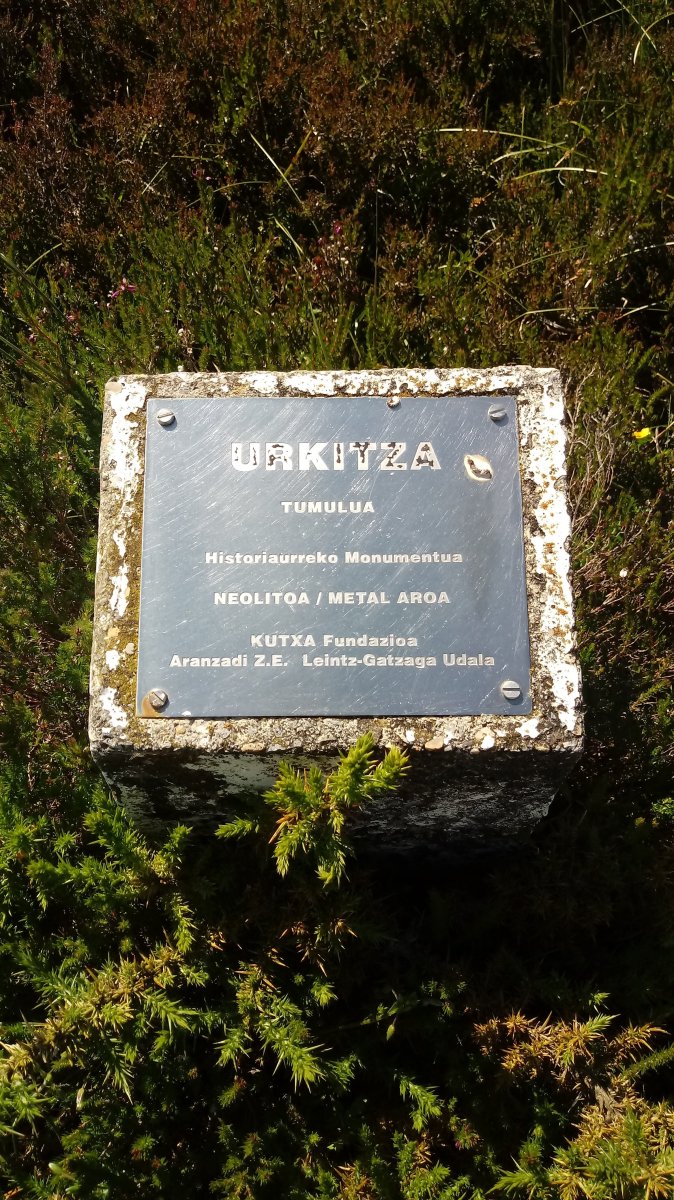 URKITZA
TUMULUA
Historiaurreko Monumentua
NEOLITOA / METAL AROA
KUTXA Fundazioa
Aranzadi Z.E. Leintz-Gatzaga Udala